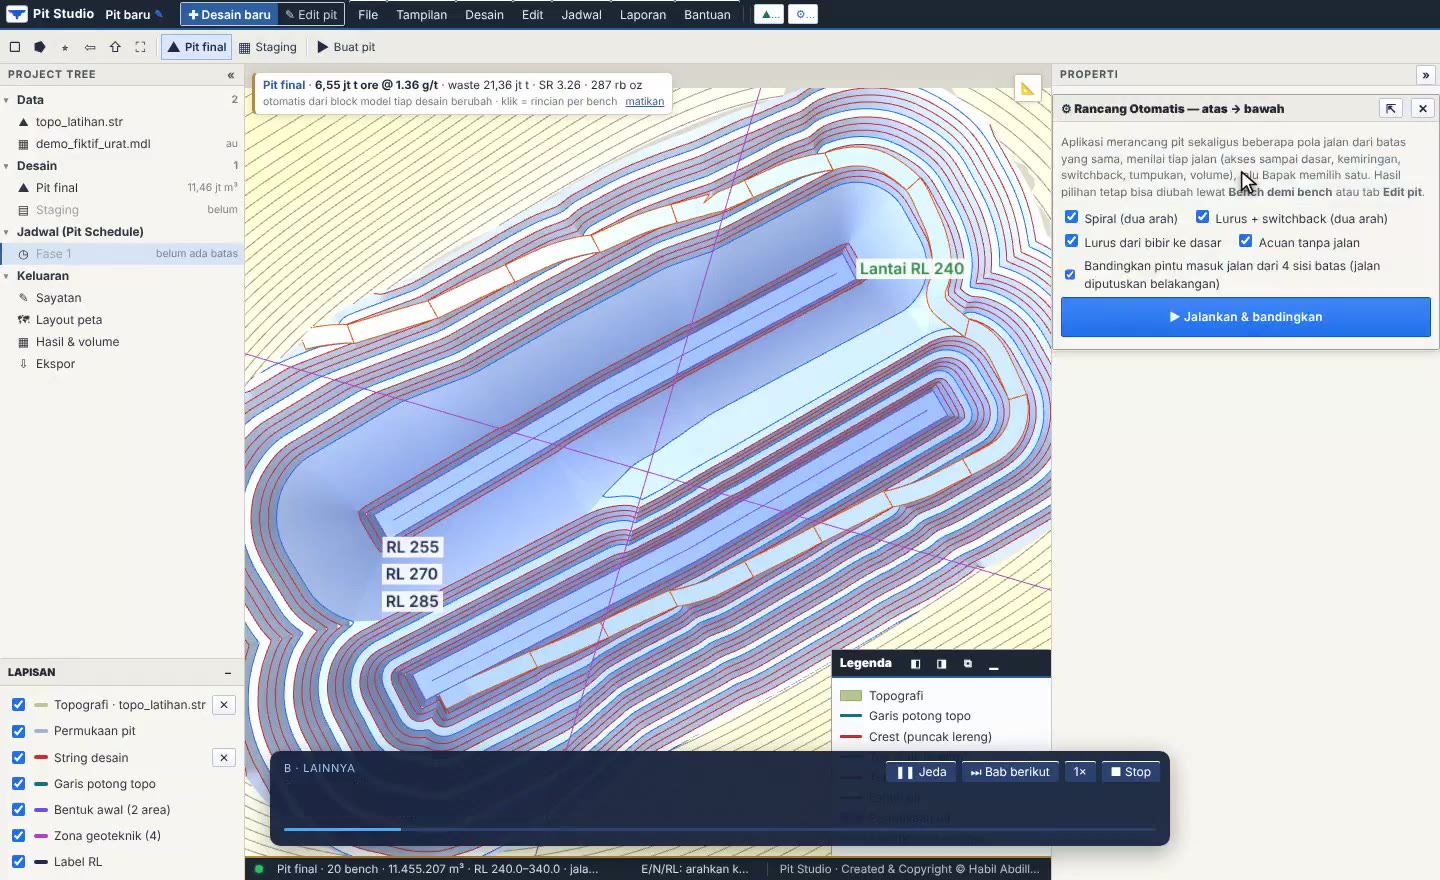 Pit Studio Pit baru ✎ ✚ Desain baru ✎ Edit pit File Tampilan Desain Edit Jadwal Laporan Bantuan ▲... ⚙...
Pit final Staging ▶ Buat pit
PROJECT TREE «
Data 2
topo_latihan.str
demo_fiktif_urat.mdl au
Desain 1
Pit final 11,46 jt m³
Staging belum
Jadwal (Pit Schedule)
Fase 1 belum ada batas
Keluaran
Sayatan
Layout peta
Hasil & volume
Ekspor
LAPISAN –
Topografi · topo_latihan.str ✕
Permukaan pit
String desain ✕
Garis potong topo
Bentuk awal (2 area)
Zona geoteknik (4)
Label RL
Pit final · 6,55 jt t ore @ 1.36 g/t · waste 21,36 jt t · SR 3.26 · 287 rb oz
otomatis dari block model tiap desain berubah · klik = rincian per bench matikan
Lantai RL 240
RL 255
RL 270
RL 285
Legenda
Topografi
Garis potong topo
Crest (puncak lereng)
B · LAINNYA
❚❚ Jeda ⏭ Bab berikut 1× ■ Stop
Pit final · 20 bench · 11.455.207 m³ · RL 240.0–340.0 · jala... E/N/RL: arahkan k... Pit Studio · Created & Copyright © Habil Abdill...
PROPERTI »
⚙ Rancang Otomatis — atas → bawah ✕
Aplikasi merancang pit sekaligus beberapa pola jalan dari batas
yang sama, menilai tiap jalan (akses sampai dasar, kemiringan,
switchback, tumpukan, volume), Bapak memilih satu. Hasil
pilihan tetap bisa diubah lewat Bench demi bench atau tab Edit pit.
Spiral (dua arah) Lurus + switchback (dua arah)
Lurus dari bibir ke dasar Acuan tanpa jalan
Bandingkan pintu masuk jalan dari 4 sisi batas (jalan
diputuskan belakangan)
▶ Jalankan & bandingkan